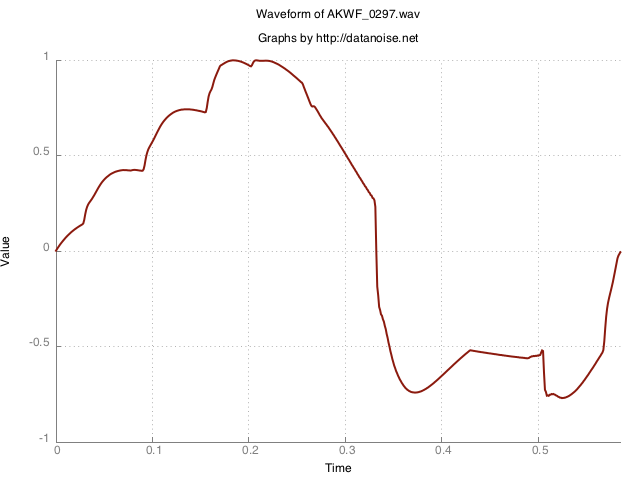 Waveform of AKWF_0297.wav
Graphs by http://datanoise.net
1
0.5
0
-0.5
-1
Value
0 0.1 0.2 0.3 0.4 0.5
Time